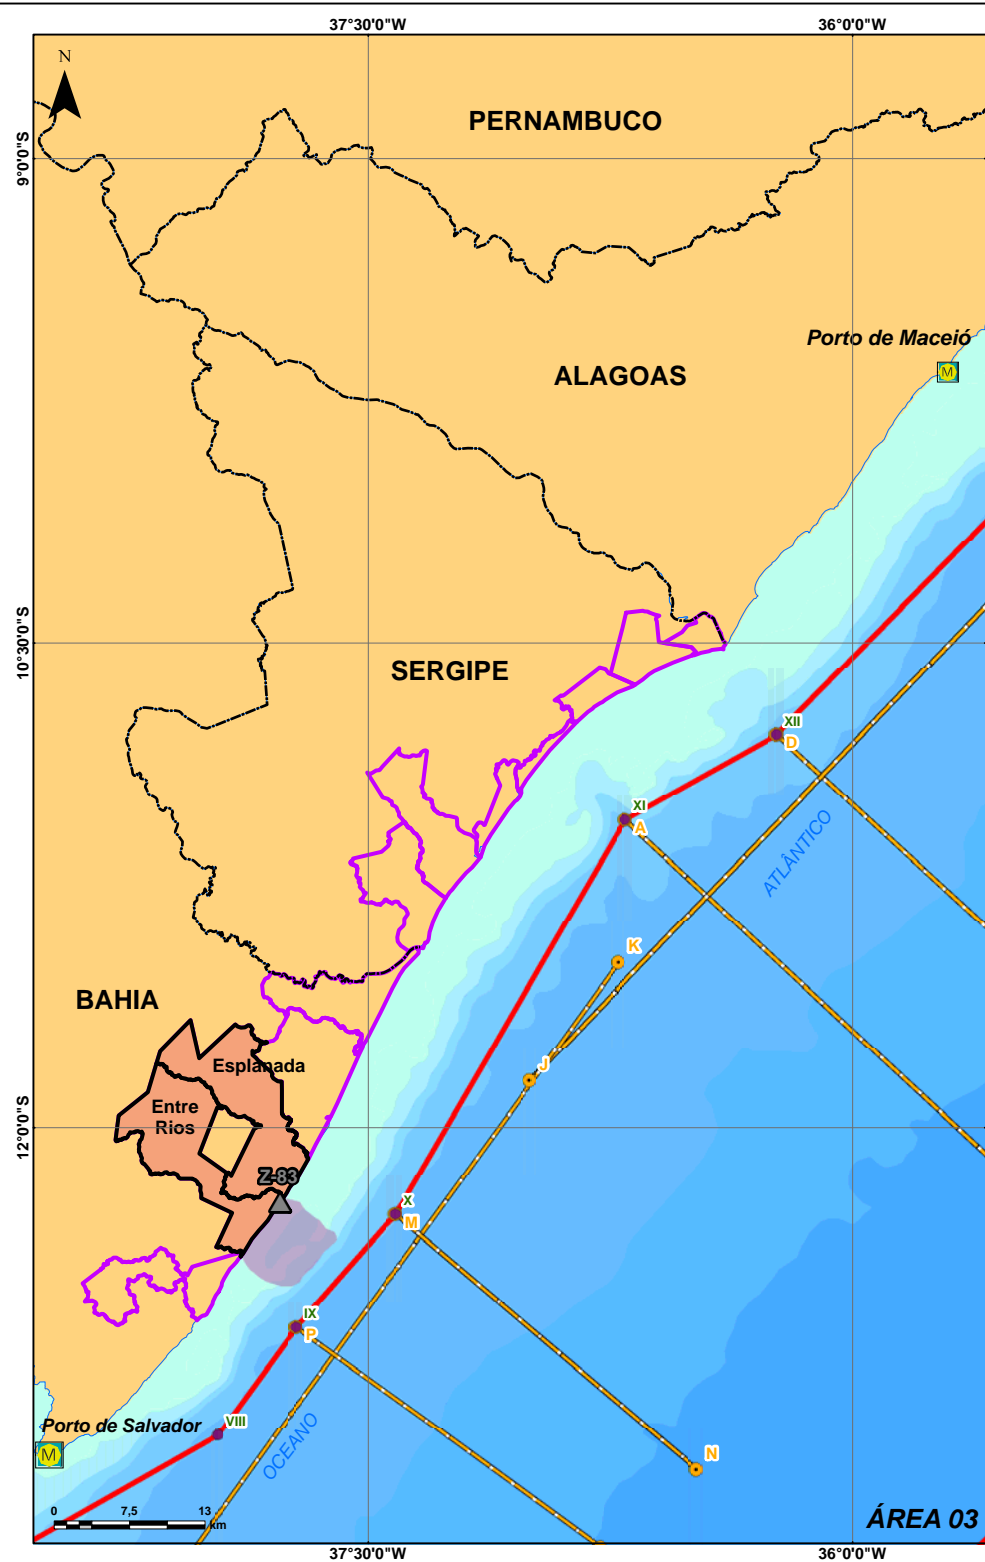 37°30'0"W
36°0'0"W
N
PERNAMBUCO
9°0'0"S
Porto de Maceió
M
ALAGOAS
10°30'0"S
SERGIPE
XII
D
XI
A
ATLÂNTICO
K
BAHIA
Esplanada
J
Entre
Rios
12°0'0"S
Z-83
X
M
IX
P
VIII
Porto de Salvador
M
OCEANO
N
0 7,5 13
km
ÁREA 03
37°30'0"W
36°0'0"W